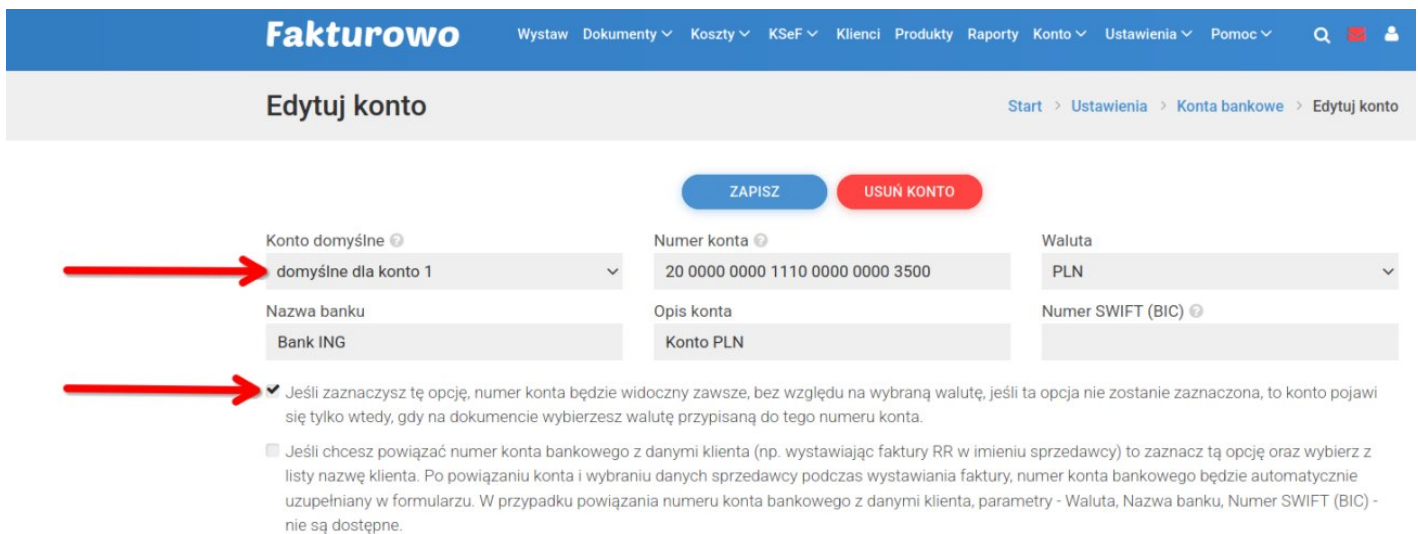 Fakturowo
Wystaw Dokumenty Koszty KSeF Klienci Produkty Raporty Konto Ustawienia Pomoc
Edytuj konto
Start > Ustawienia > Konta bankowe > Edytuj konto
ZAPISZ USUŃ KONTO
Konto domyślne Numer konta Waluta
domyślne dla konto 1 20 0000 0000 1110 0000 0000 3500 PLN
Nazwa banku Opis konta Numer SWIFT (BIC)
Bank ING Konto PLN
Jeśli zaznaczysz tę opcję, numer konta będzie widoczny zawsze, bez względu na wybraną walutę, jeśli ta opcja nie zostanie zaznaczona, to konto pojawi
się tylko wtedy, gdy na dokumencie wybierzesz walutę przypisaną do tego numeru konta.
Jeśli chcesz powiązać numer konta bankowego z danymi klienta (np. wystawiając faktury RR w imieniu sprzedawcy) to zaznacz tą opcję oraz wybierz z
listy nazwę klienta. Po powiązaniu konta i wybraniu danych sprzedawcy podczas wystawiania faktury, numer konta bankowego będzie automatycznie
uzupełniany w formularzu. W przypadku powiązania numeru konta bankowego z danymi klienta, parametry - Waluta, Nazwa banku, Numer SWIFT (BIC) -
nie są dostępne.